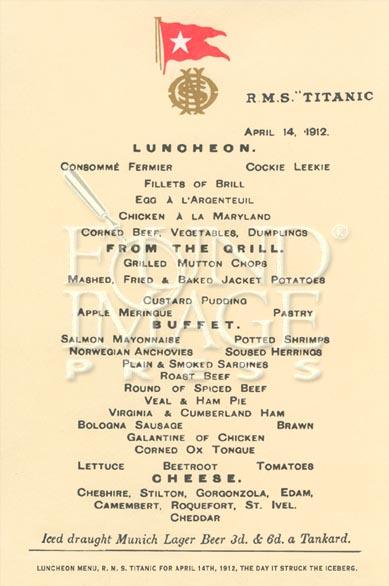 R.M.S. "TITANIC
APRIL 14, 1912.
LUNCHEON.
CONSOMMÉ FERMIER COCKIE LEEKIE
FILLETS OF BRILL
EGG À L'ARGENTEUIL
CHICKEN À LA MARYLAND
CORNED BEEF, VEGETABLES, DUMPLINGS
FROM THE GRILL.
GRILLED MUTTON CHOPS
MASHED, FRIED & BAKED JACKET POTATOES
CUSTARD PUDDING
APPLE MERINGUE PASTRY
BUFFET.
SALMON MAYONNAISE POTTED SHRIMPS
NORWEGIAN ANCHOVIES SOUSED HERRINGS
PLAIN & SMOKED SARDINES
ROAST BEEF
ROUND OF SPICED BEEF
VEAL & HAM PIE
VIRGINIA & CUMBERLAND HAM
BOLOGNA SAUSAGE BRAWN
GALANTINE OF CHICKEN
CORNED OX TONGUE
LETTUCE BEETROOT TOMATOES
CHEESE.
CHESHIRE, STILTON, GORGONZOLA, EDAM,
CAMEMBERT, ROQUEFORT, ST. IVEL.
CHEDDAR
Iced draught Munich Lager Beer 3d. & 6d. a Tankard.
LUNCHEON MENU, R. M. S. TITANIC FOR APRIL 14TH, 1912, THE DAY IT STRUCK THE ICEBERG.
FOUND
IMAGE
PRESS
®